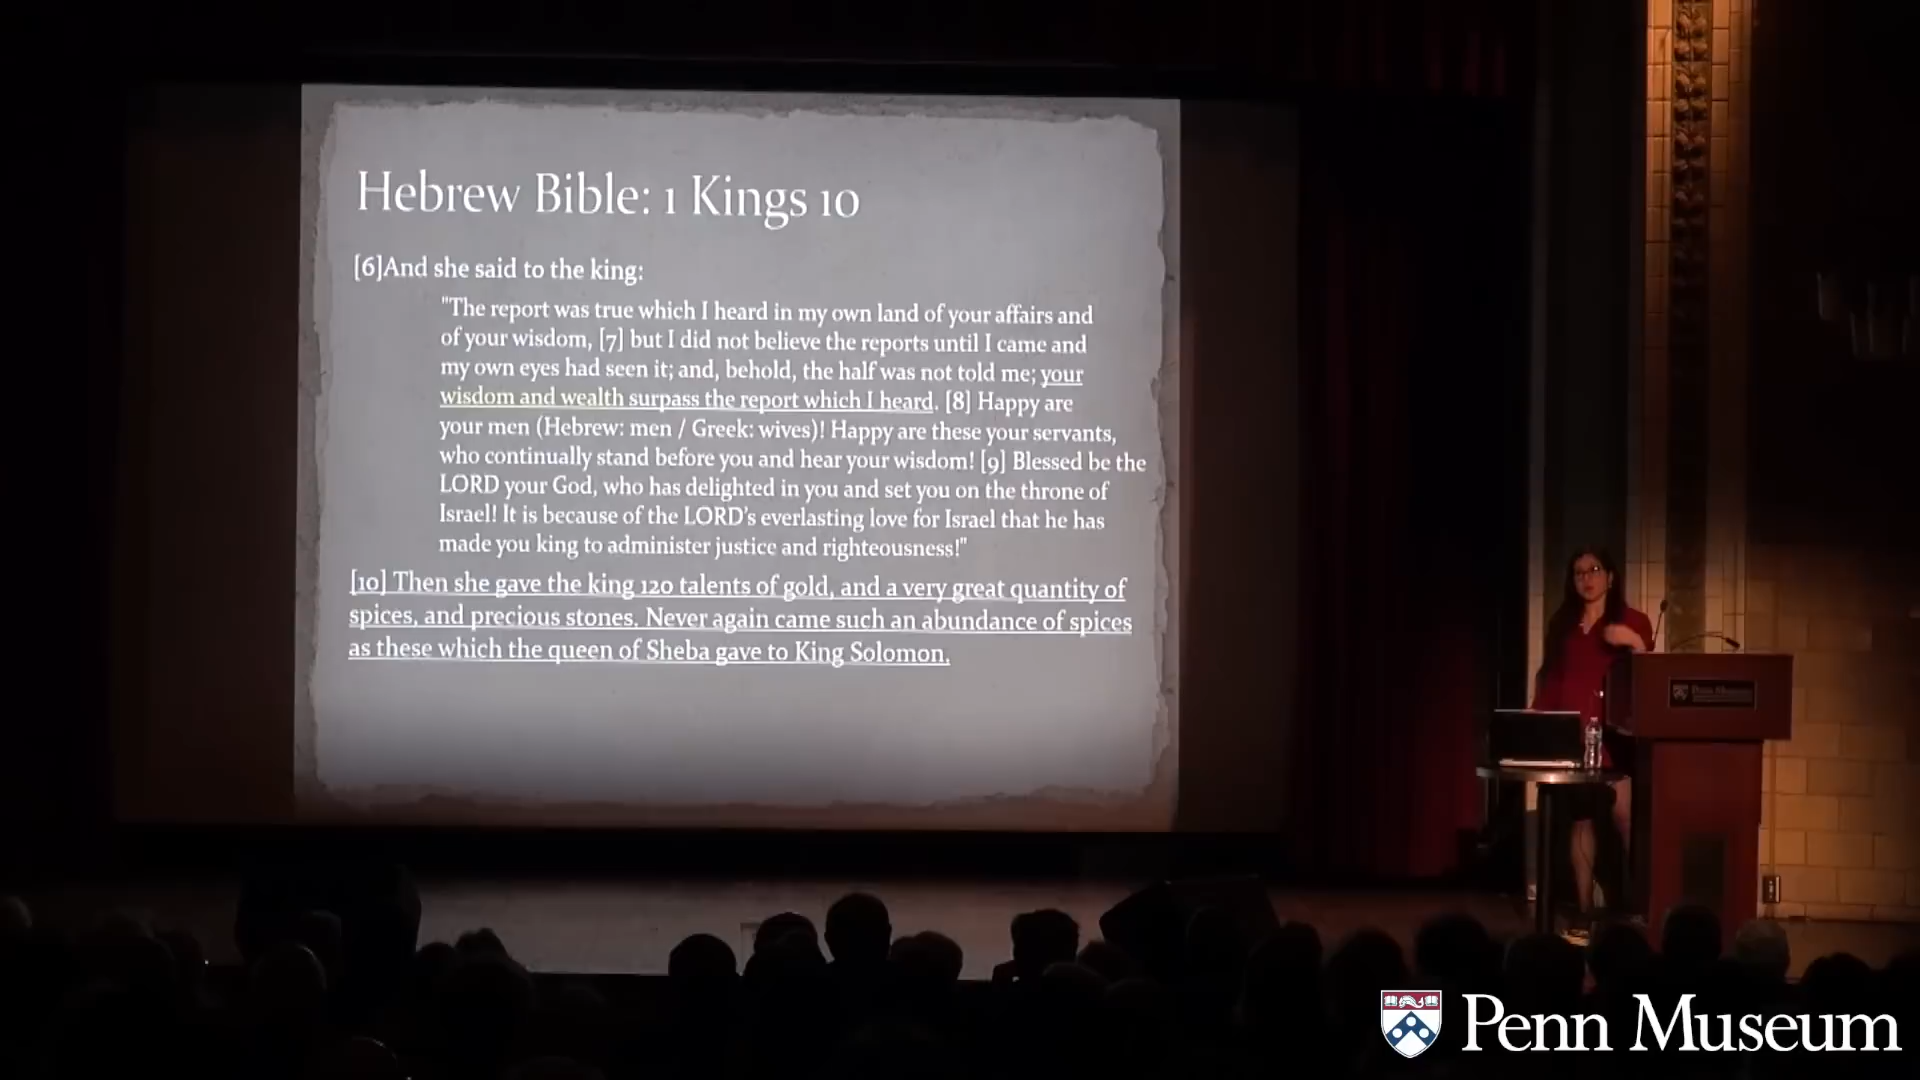 Hebrew Bible: 1 Kings 10
[6]And she said to the king:
"The report was true which I heard in my own land of your affairs and
of your wisdom, [7] but I did not believe the reports until I came and
my own eyes had seen it; and, behold, the half was not told me; your
wisdom and wealth surpass the report which I heard. [8] Happy are
your men (Hebrew: men / Greek: wives)! Happy are these your servants,
who continually stand before you and hear your wisdom! [9] Blessed be the
LORD your God, who has delighted in you and set you on the throne of
Israel! It is because of the LORD's everlasting love for Israel that he has
made you king to administer justice and righteousness!"
[10] Then she gave the king 120 talents of gold, and a very great quantity of
spices, and precious stones. Never again came such an abundance of spices
as these which the queen of Sheba gave to King Solomon.
Penn Museum
Penn Museum